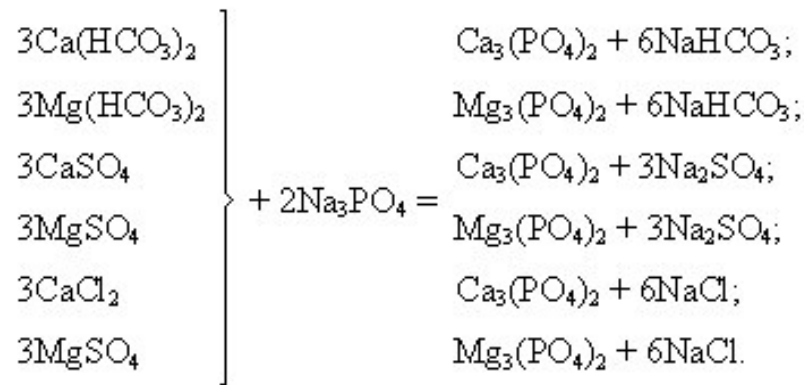 3Ca(HCO₃)₂ Ca₃(PO₄)₂ + 6NaHCO₃;
3Mg(HCO₃)₂ Mg₃(PO₄)₂ + 6NaHCO₃;
3CaSO₄ Ca₃(PO₄)₂ + 3Na₂SO₄;
+ 2Na₃PO₄ =
3MgSO₄ Mg₃(PO₄)₂ + 3Na₂SO₄;
3CaCl₂ Ca₃(PO₄)₂ + 6NaCl;
3MgSO₄ Mg₃(PO₄)₂ + 6NaCl.